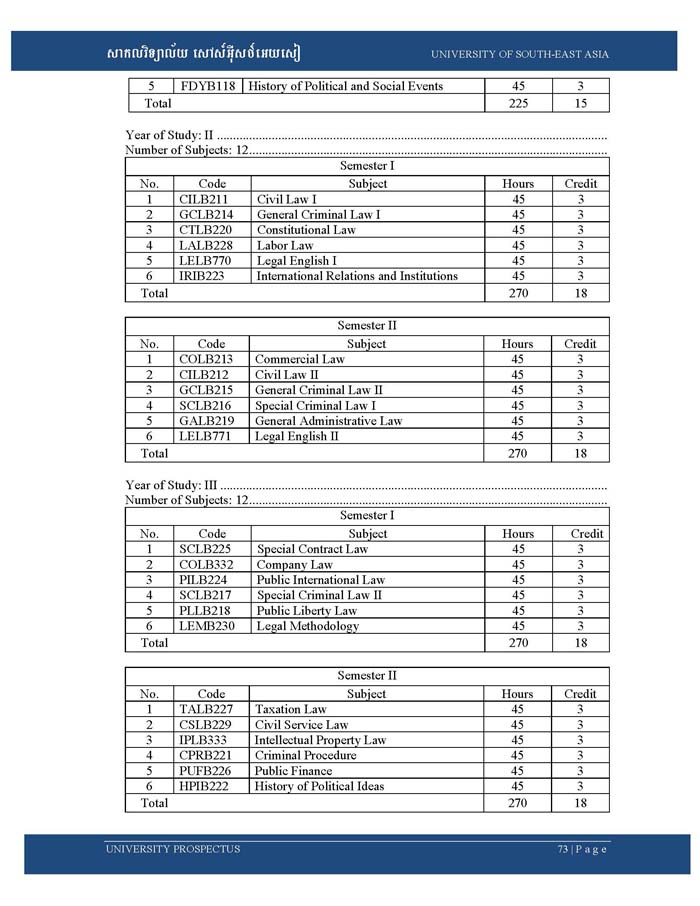 សាកលវិទ្យាល័យ សៅស៍អ៊ីសថ៍អេយសៀ UNIVERSITY OF SOUTH-EAST ASIA
5 FDYB118 History of Political and Social Events 45 3
Total 225 15
Year of Study: II ........................................................................................................................
Number of Subjects: 12..............................................................................................................
Semester I
No. Code Subject Hours Credit
1 CILB211 Civil Law I 45 3
2 GCLB214 General Criminal Law I 45 3
3 CTLB220 Constitutional Law 45 3
4 LALB228 Labor Law 45 3
5 LELB770 Legal English I 45 3
6 IRIB223 International Relations and Institutions 45 3
Total 270 18
Semester II
No. Code Subject Hours Credit
1 COLB213 Commercial Law 45 3
2 CILB212 Civil Law II 45 3
3 GCLB215 General Criminal Law II 45 3
4 SCLB216 Special Criminal Law I 45 3
5 GALB219 General Administrative Law 45 3
6 LELB771 Legal English II 45 3
Total 270 18
Year of Study: III .......................................................................................................................
Number of Subjects: 12..............................................................................................................
Semester I
No. Code Subject Hours Credit
1 SCLB225 Special Contract Law 45 3
2 COLB332 Company Law 45 3
3 PILB224 Public International Law 45 3
4 SCLB217 Special Criminal Law II 45 3
5 PLLB218 Public Liberty Law 45 3
6 LEMB230 Legal Methodology 45 3
Total 270 18
Semester II
No. Code Subject Hours Credit
1 TALB227 Taxation Law 45 3
2 CSLB229 Civil Service Law 45 3
3 IPLB333 Intellectual Property Law 45 3
4 CPRB221 Criminal Procedure 45 3
5 PUFB226 Public Finance 45 3
6 HPIB222 History of Political Ideas 45 3
Total 270 18
UNIVERSITY PROSPECTUS 73 | P a g e